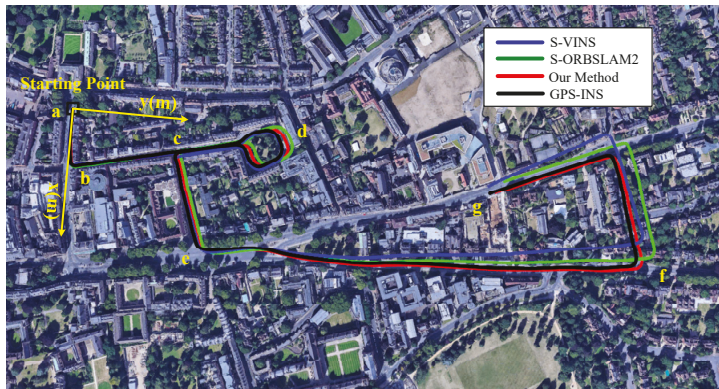 S-VINS
S-ORBSLAM2
Our Method
GPS-INS
Starting Point
a
y(m)
c
d
b
x(m)
g
e
f